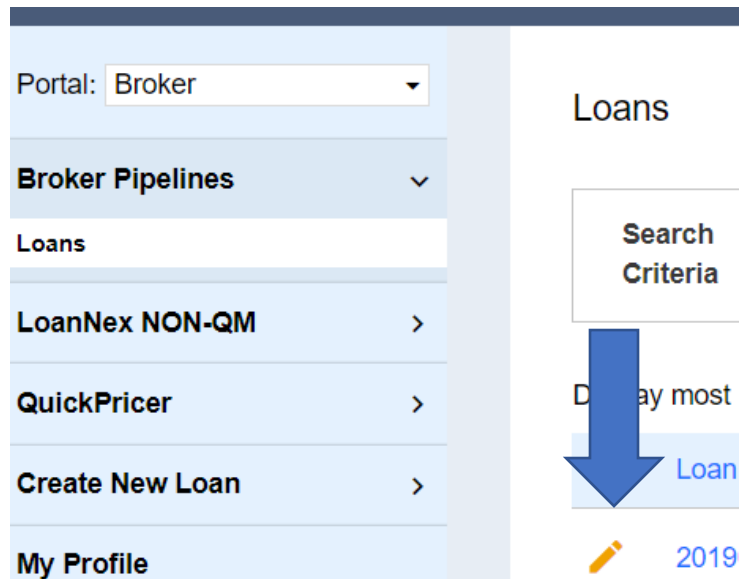 Portal: Broker
Broker Pipelines
Loans
LoanNex NON-QM
QuickPricer
Create New Loan
My Profile
Loans
Search
Criteria
most
Loan
2019